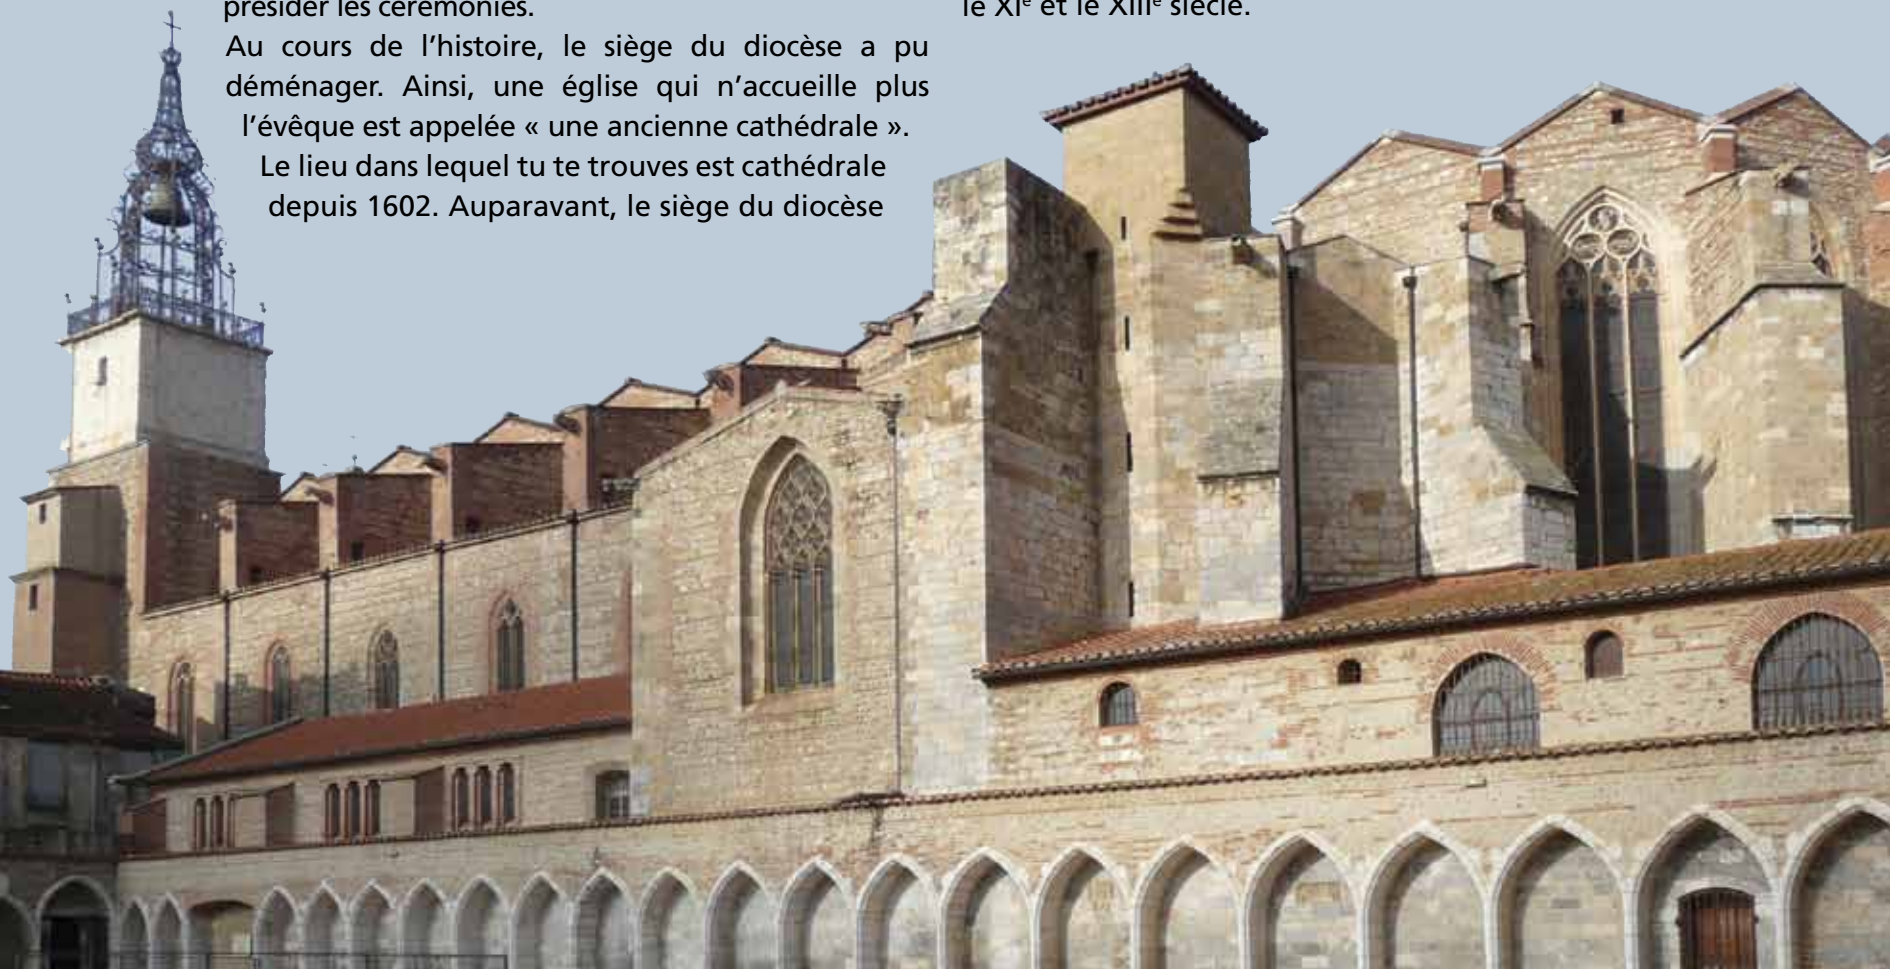 présider les cérémonies.
Au cours de l’histoire, le siège du diocèse a pu
déménager. Ainsi, une église qui n’accueille plus
l’évêque est appelée « une ancienne cathédrale ».
Le lieu dans lequel tu te trouves est cathédrale
depuis 1602. Auparavant, le siège du diocèse
le XIe et le XIIIe siècle.